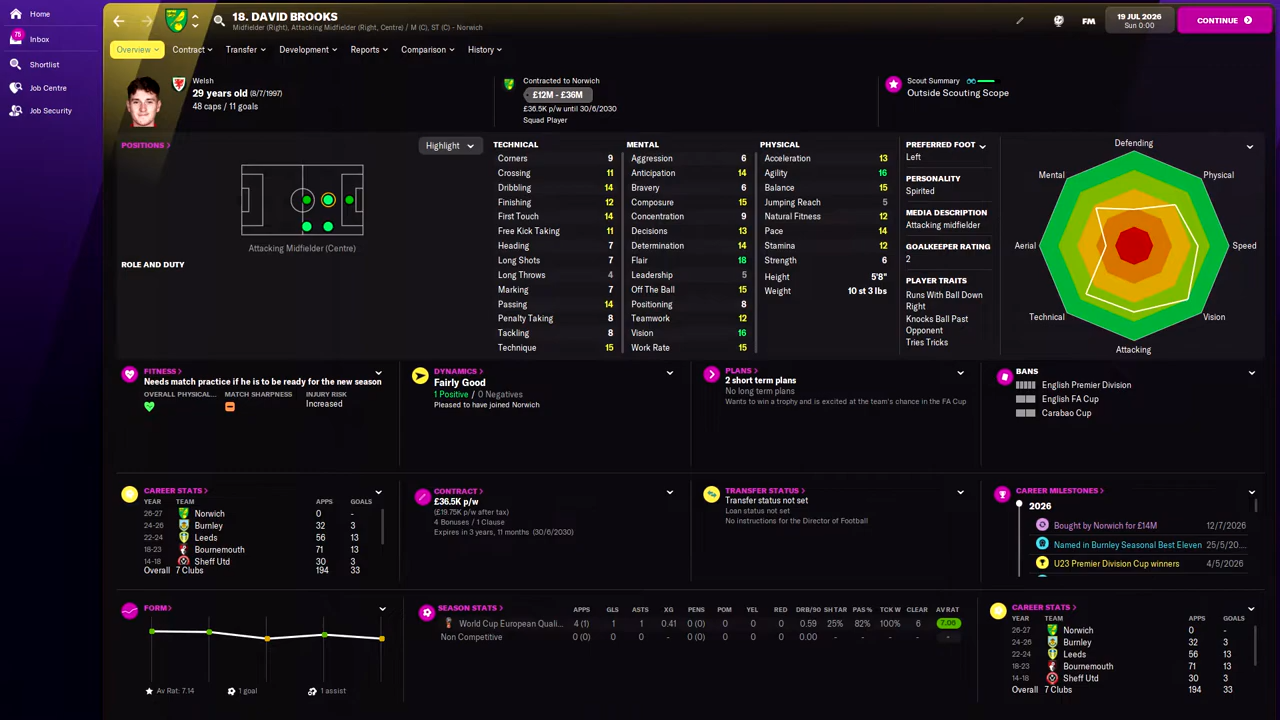 Home
75
Inbox
Shortlist
Job Centre
Job Security
18. DAVID BROOKS
Midfielder (Right), Attacking Midfielder (Right, Centre) / M (C), ST (C) - Norwich
FM
19 JUL 2026
Sun 0:00
CONTINUE
Overview
Contract
Transfer
Development
Reports
Comparison
History
Welsh
29 years old (8/7/1997)
48 caps / 11 goals
Contracted to Norwich
£12M - £36M
£36.5K p/w until 30/6/2030
Squad Player
Scout Summary
Outside Scouting Scope
POSITIONS
Highlight
Attacking Midfielder (Centre)
ROLE AND DUTY
TECHNICAL
Corners 9
Crossing 11
Dribbling 14
Finishing 12
First Touch 14
Free Kick Taking 11
Heading 7
Long Shots 7
Long Throws 4
Marking 7
Passing 14
Penalty Taking 8
Tackling 8
Technique 15
MENTAL
Aggression 6
Anticipation 14
Bravery 6
Composure 15
Concentration 9
Decisions 13
Determination 14
Flair 18
Leadership 5
Off The Ball 15
Positioning 8
Teamwork 12
Vision 16
Work Rate 15
PHYSICAL
Acceleration 13
Agility 16
Balance 15
Jumping Reach 5
Natural Fitness 12
Pace 14
Stamina 12
Strength 6
Height 5'8"
Weight 10 st 3 lbs
PREFERRED FOOT
Left
PERSONALITY
Spirited
MEDIA DESCRIPTION
Attacking midfielder
GOALKEEPER RATING
2
PLAYER TRAITS
Runs With Ball Down
Right
Knocks Ball Past
Opponent
Tries Tricks
Defending
Mental
Physical
Aerial
Speed
Technical
Vision
Attacking
FITNESS
Needs match practice if he is to be ready for the new season
OVERALL PHYSICAL... MATCH SHARPNESS INJURY RISK
Increased
DYNAMICS
Fairly Good
1 Positive / 0 Negatives
Pleased to have joined Norwich
PLANS
2 short term plans
No long term plans
Wants to win a trophy and is excited at the team's chance in the FA Cup
BANS
English Premier Division
English FA Cup
Carabao Cup
CAREER STATS
YEAR TEAM APPS GOALS
26-27 Norwich 0 -
24-26 Burnley 32 3
22-24 Leeds 56 13
18-23 Bournemouth 71 13
14-18 Sheff Utd 30 3
Overall 7 Clubs 194 33
CONTRACT
£36.5K p/w
(£19.75K p/w after tax)
4 Bonuses / 1 Clause
Expires in 3 years, 11 months (30/6/2030)
TRANSFER STATUS
Transfer status not set
Loan status not set
No instructions for the Director of Football
CAREER MILESTONES
2026
Bought by Norwich for £14M 12/7/2026
Named in Burnley Seasonal Best Eleven 25/5/20...
U23 Premier Division Cup winners 4/5/2026
FORM
Av Rat: 7.14
1 goal
1 assist
SEASON STATS APPS GLS ASTS XG PENS POM YEL RED DRB/90 SH TAR PAS % TCK W CLEAR AV RAT
World Cup European Quali... 4 (1) 1 1 0.41 0 (0) 0 0 0 0.59 25% 82% 100% 6 7.06
Non Competitive 0 (0) - - - 0 (0) - - - 0.00 - - - - -
CAREER STATS
YEAR TEAM APPS GOALS
26-27 Norwich 0 -
24-26 Burnley 32 3
22-24 Leeds 56 13
18-23 Bournemouth 71 13
14-18 Sheff Utd 30 3
Overall 7 Clubs 194 33